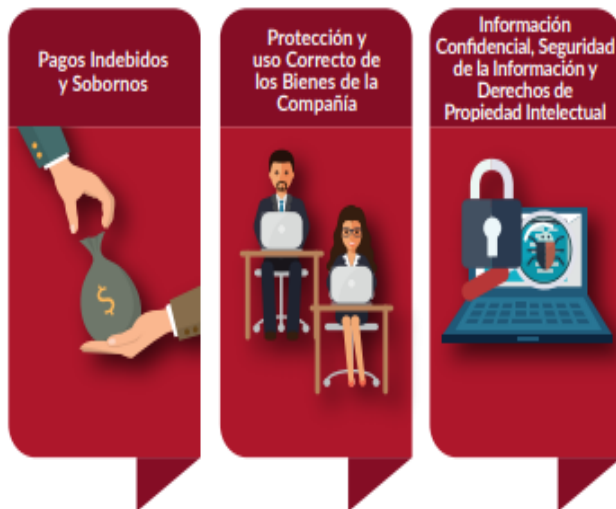 Pagos Indebidos
y Sobornos
Protección y
uso Correcto de
los Bienes de la
Compañía
Información
Confidencial, Seguridad
de la Información y
Derechos de
Propiedad Intelectual
$